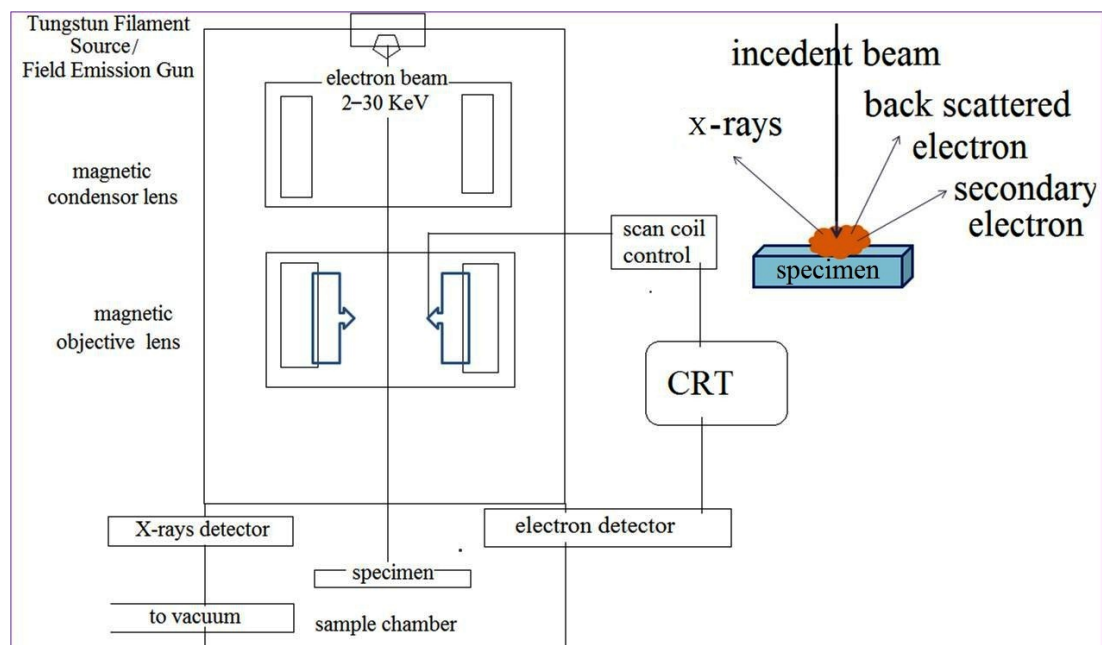 Tungstun Filament
Source/
Field Emission Gun
electron beam
2-30 KeV
magnetic
condensor lens
magnetic
objective lens
scan coil
control
CRT
X-rays detector
electron detector
specimen
to vacuum
sample chamber
incedent beam
x-rays
back scattered
electron
secondary
electron
specimen